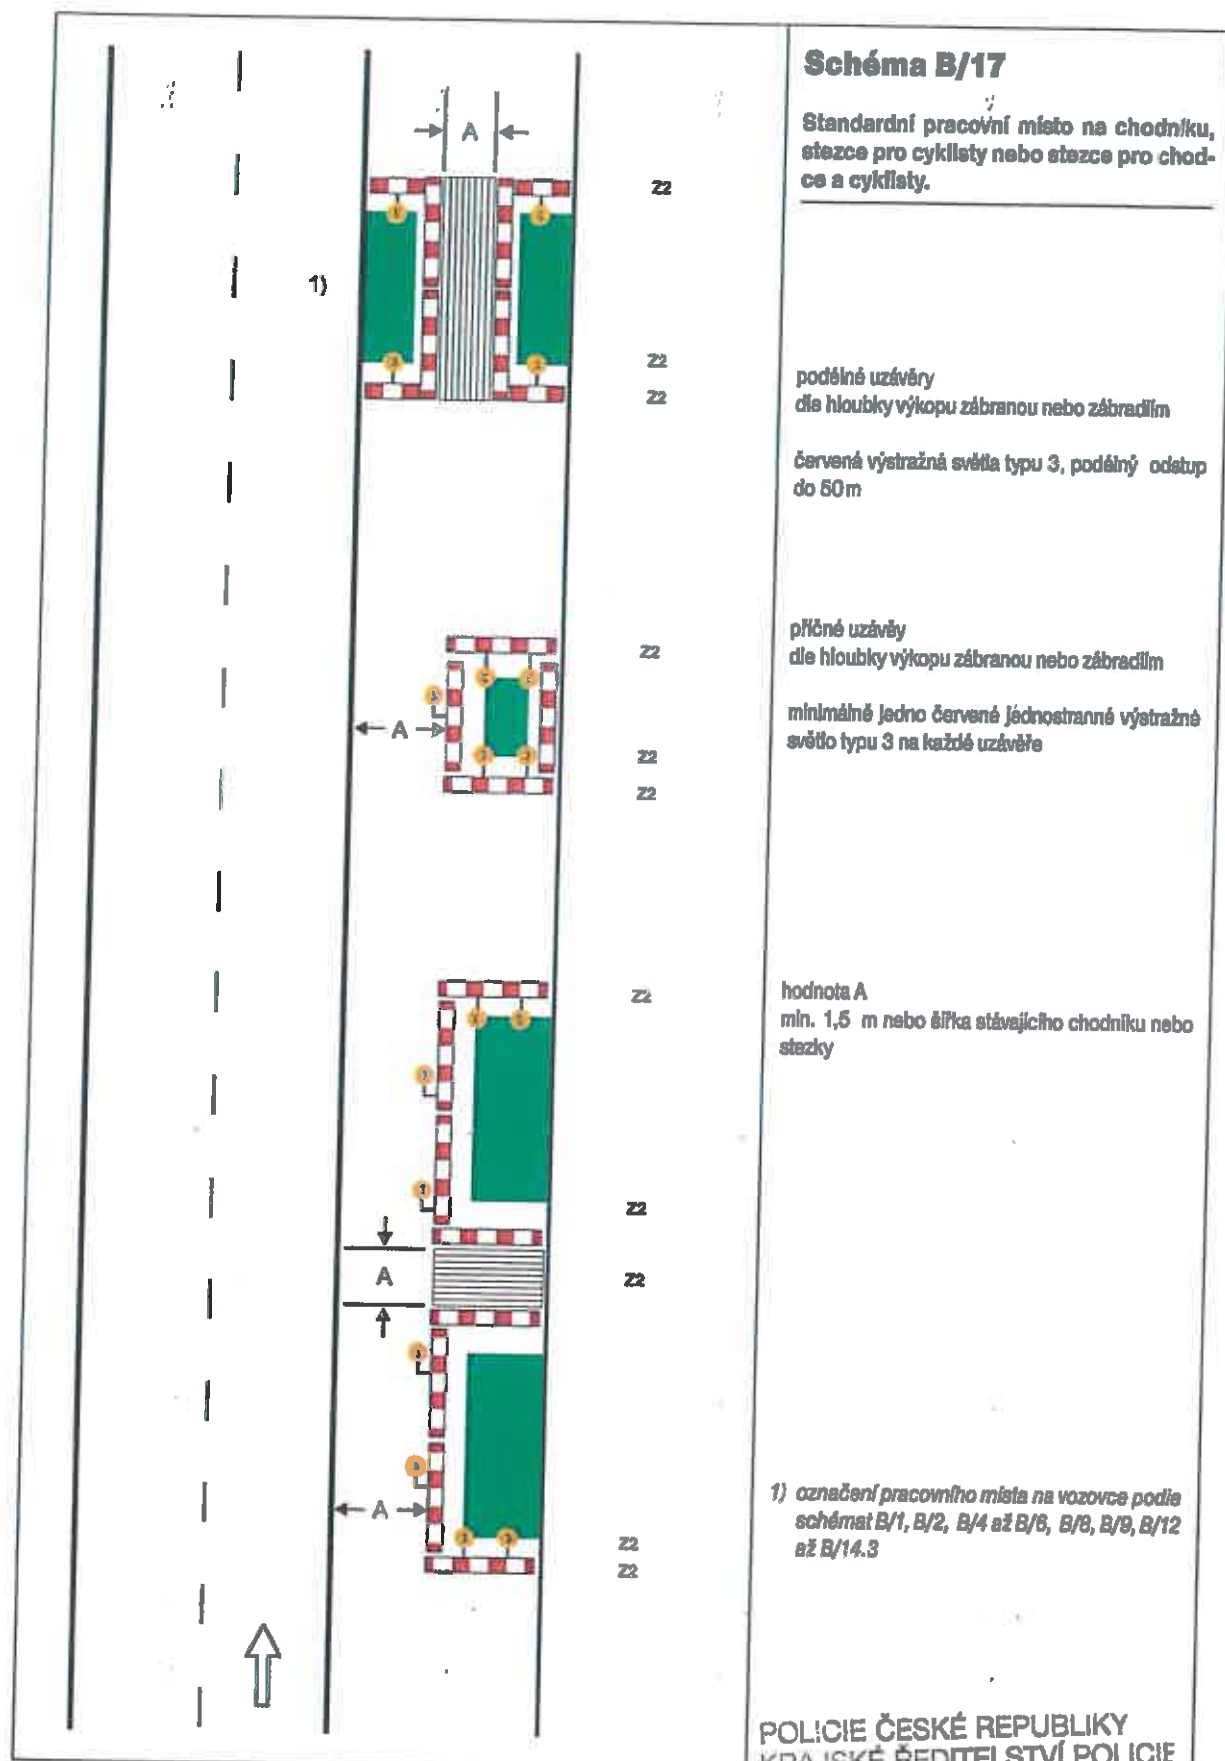 Schéma B/17
Standardní pracovní místo na chodníku,
stezce pro cyklisty nebo stezce pro chod-
ce a cyklisty.
A
Z2
1)
Z2
Z2
podélné uzávěry
dle hloubky výkopu zábranou nebo zábradlím
červená výstražná světla typu 3, podélný odstup
do 50 m
Z2
příčné uzávěy
dle hloubky výkopu zábranou nebo zábradlím
A
minimálně jedno červené jednostranné výstražné
světlo typu 3 na každé uzávěře
Z2
Z2
Z2
hodnota A
min. 1,5 m nebo šířka stávajícího chodníku nebo
stezky
Z2
A
Z2
A
1) označení pracovního místa na vozovce podle
schémat B/1, B/2, B/4 až B/6, B/8, B/9, B/12
až B/14.3
Z2
Z2
POLICIE ČESKÉ REPUBLIKY
KRAJSKÉ ŘEDITELSTVÍ POLICIE